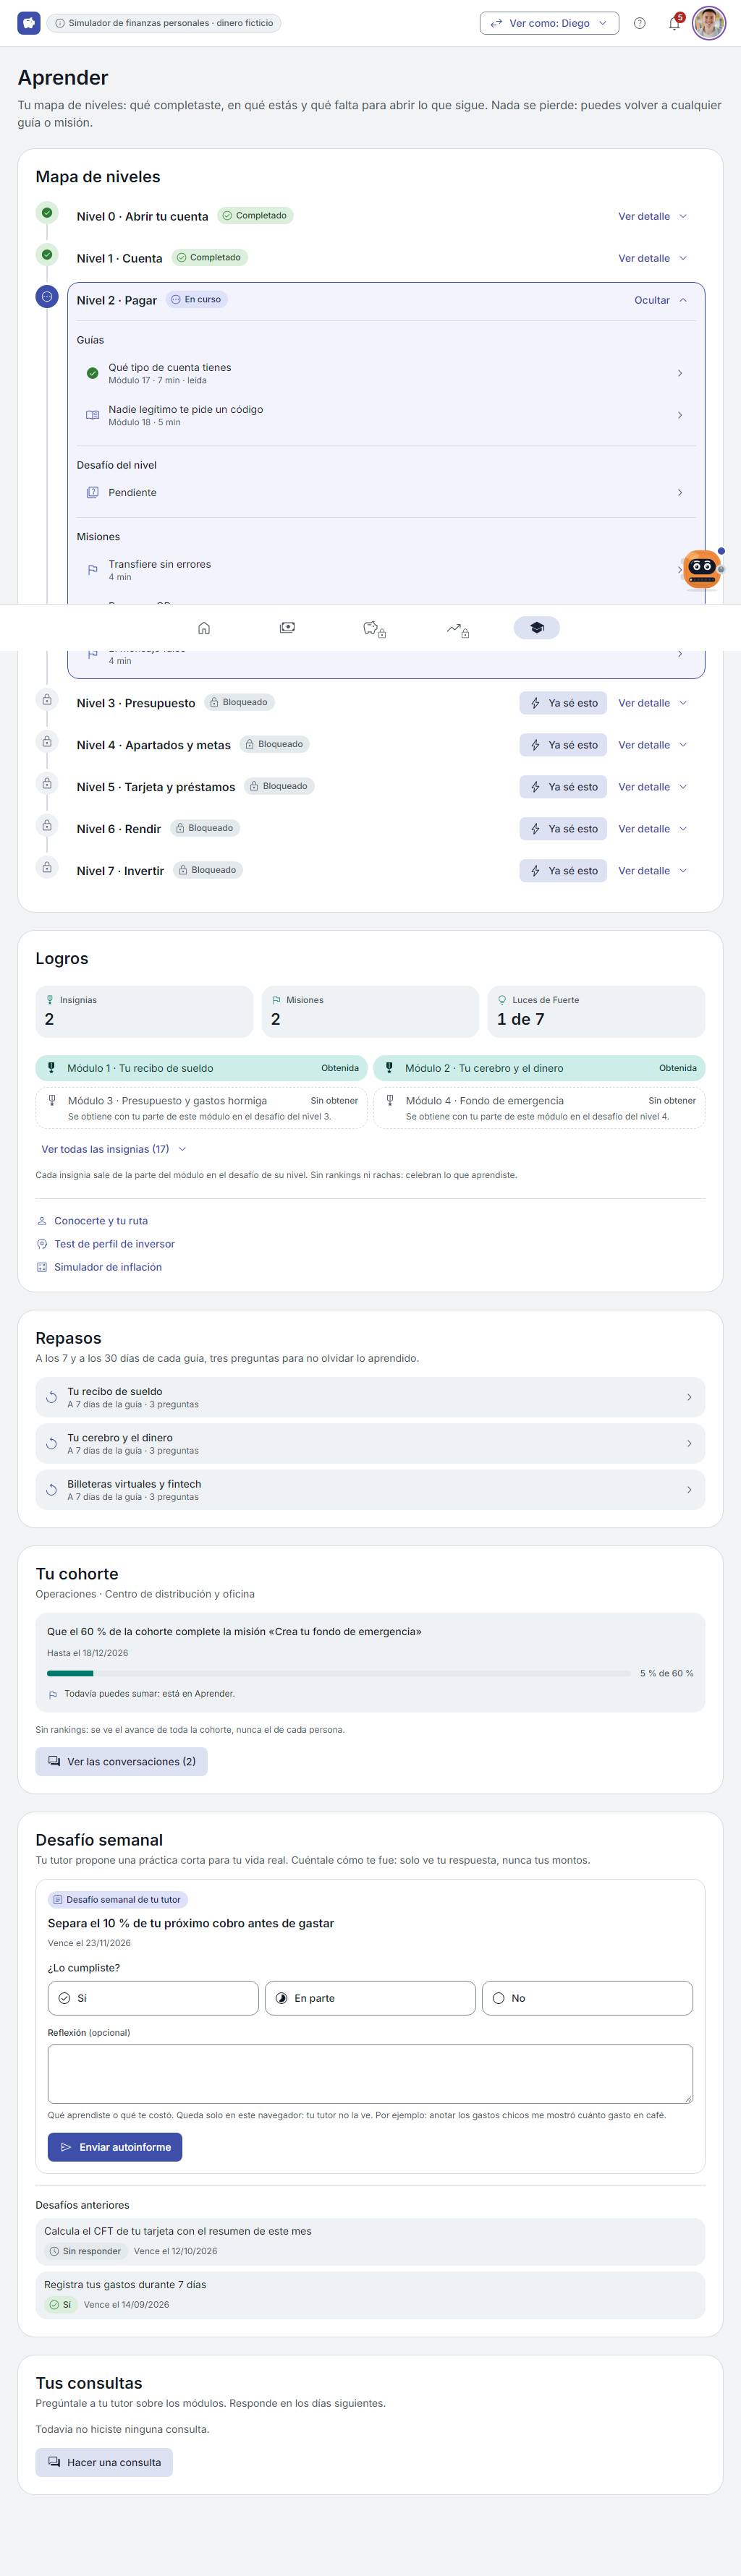 Simulador de finanzas personales · dinero ficticio
Ver como: Diego
5
Aprender
Tu mapa de niveles: qué completaste, en qué estás y qué falta para abrir lo que sigue. Nada se pierde: puedes volver a cualquier
guía o misión.
Mapa de niveles
Nivel 0 · Abrir tu cuenta
Completado
Ver detalle
Nivel 1 · Cuenta
Completado
Ver detalle
Nivel 2 · Pagar
En curso
Ocultar
Guías
Qué tipo de cuenta tienes
Módulo 17 · 7 min · leída
Nadie legítimo te pide un código
Módulo 18 · 5 min
Desafío del nivel
Pendiente
Misiones
Transfiere sin errores
4 min
4 min
Nivel 3 · Presupuesto
Bloqueado
Ya sé esto
Ver detalle
Nivel 4 · Apartados y metas
Bloqueado
Ya sé esto
Ver detalle
Nivel 5 · Tarjeta y préstamos
Bloqueado
Ya sé esto
Ver detalle
Nivel 6 · Rendir
Bloqueado
Ya sé esto
Ver detalle
Nivel 7 · Invertir
Bloqueado
Ya sé esto
Ver detalle
Logros
Insignias
2
Misiones
2
Luces de Fuerte
1 de 7
Módulo 1 · Tu recibo de sueldo
Obtenida
Módulo 2 · Tu cerebro y el dinero
Obtenida
Módulo 3 · Presupuesto y gastos hormiga
Sin obtener
Se obtiene con tu parte de este módulo en el desafío del nivel 3.
Módulo 4 · Fondo de emergencia
Sin obtener
Se obtiene con tu parte de este módulo en el desafío del nivel 4.
Ver todas las insignias (17)
Cada insignia sale de la parte del módulo en el desafío de su nivel. Sin rankings ni rachas: celebran lo que aprendiste.
Conocerte y tu ruta
Test de perfil de inversor
Simulador de inflación
Repasos
A los 7 y a los 30 días de cada guía, tres preguntas para no olvidar lo aprendido.
Tu recibo de sueldo
A 7 días de la guía · 3 preguntas
Tu cerebro y el dinero
A 7 días de la guía · 3 preguntas
Billeteras virtuales y fintech
A 7 días de la guía · 3 preguntas
Tu cohorte
Operaciones · Centro de distribución y oficina
Que el 60 % de la cohorte complete la misión «Crea tu fondo de emergencia»
Hasta el 18/12/2026
5 % de 60 %
Todavía puedes sumar: está en Aprender.
Sin rankings: se ve el avance de toda la cohorte, nunca el de cada persona.
Ver las conversaciones (2)
Desafío semanal
Tu tutor propone una práctica corta para tu vida real. Cuéntale cómo te fue: solo ve tu respuesta, nunca tus montos.
Desafío semanal de tu tutor
Separa el 10 % de tu próximo cobro antes de gastar
Vence el 23/11/2026
¿Lo cumpliste?
Sí
En parte
No
Reflexión (opcional)
Qué aprendiste o qué te costó. Queda solo en este navegador: tu tutor no la ve. Por ejemplo: anotar los gastos chicos me mostró cuánto gasto en café.
Enviar autoinforme
Desafíos anteriores
Calcula el CFT de tu tarjeta con el resumen de este mes
Sin responder
Vence el 12/10/2026
Registra tus gastos durante 7 días
Sí
Vence el 14/09/2026
Tus consultas
Pregúntale a tu tutor sobre los módulos. Responde en los días siguientes.
Todavía no hiciste ninguna consulta.
Hacer una consulta